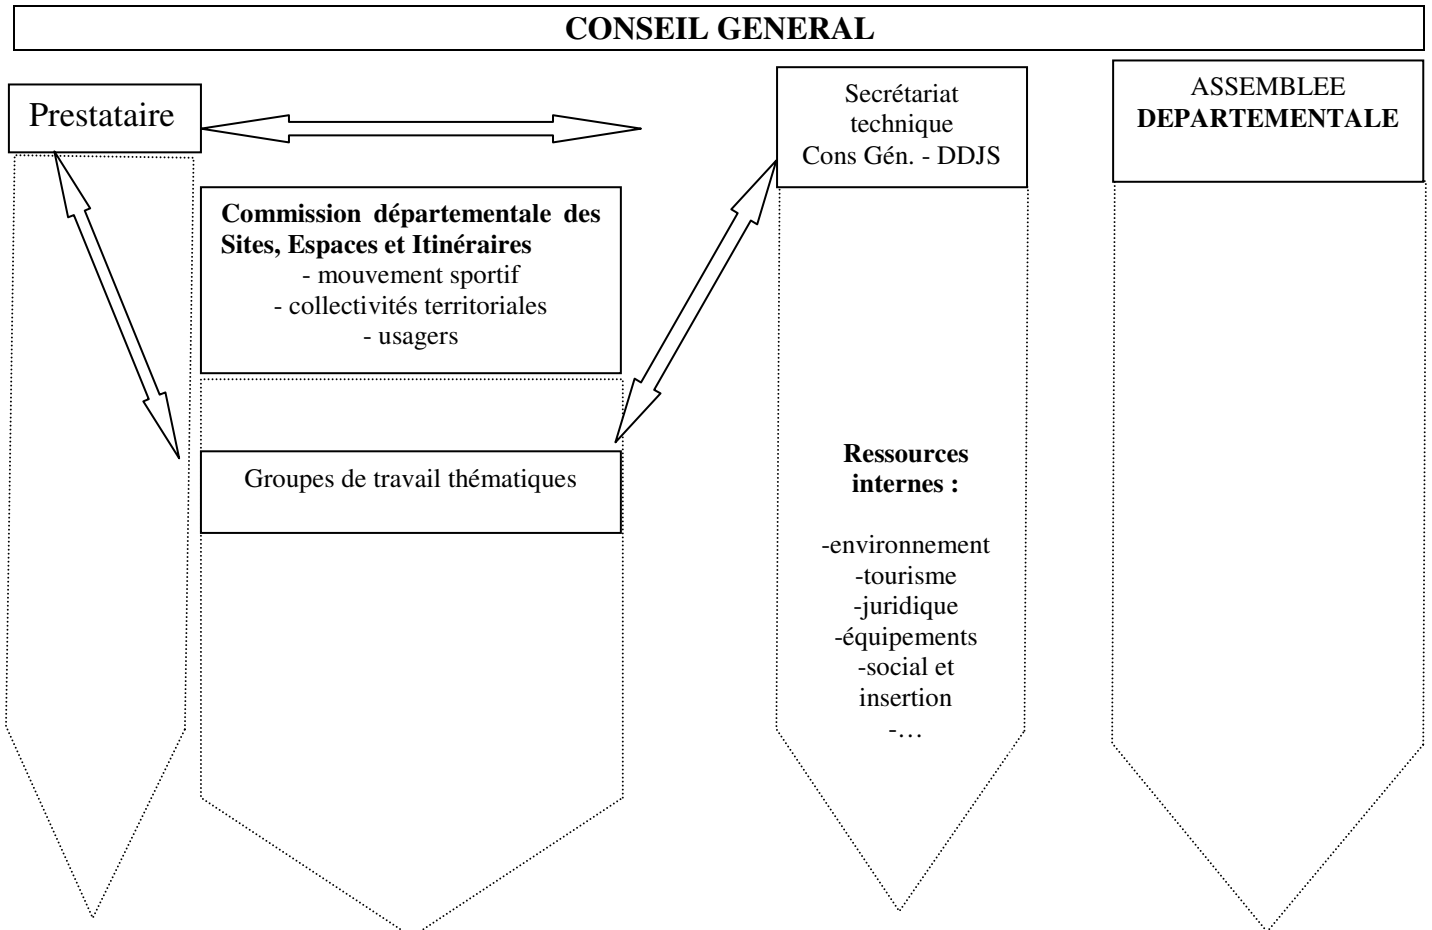 CONSEIL GENERAL
Prestataire
Secrétariat
technique
Cons Gén. - DDJS
ASSEMBLEE
DEPARTEMENTALE
Commission départementale des
Sites, Espaces et Itinéraires
- mouvement sportif
- collectivités territoriales
- usagers
Groupes de travail thématiques
Ressources
internes :
-environnement
-tourisme
-juridique
-équipements
-social et
insertion
-…